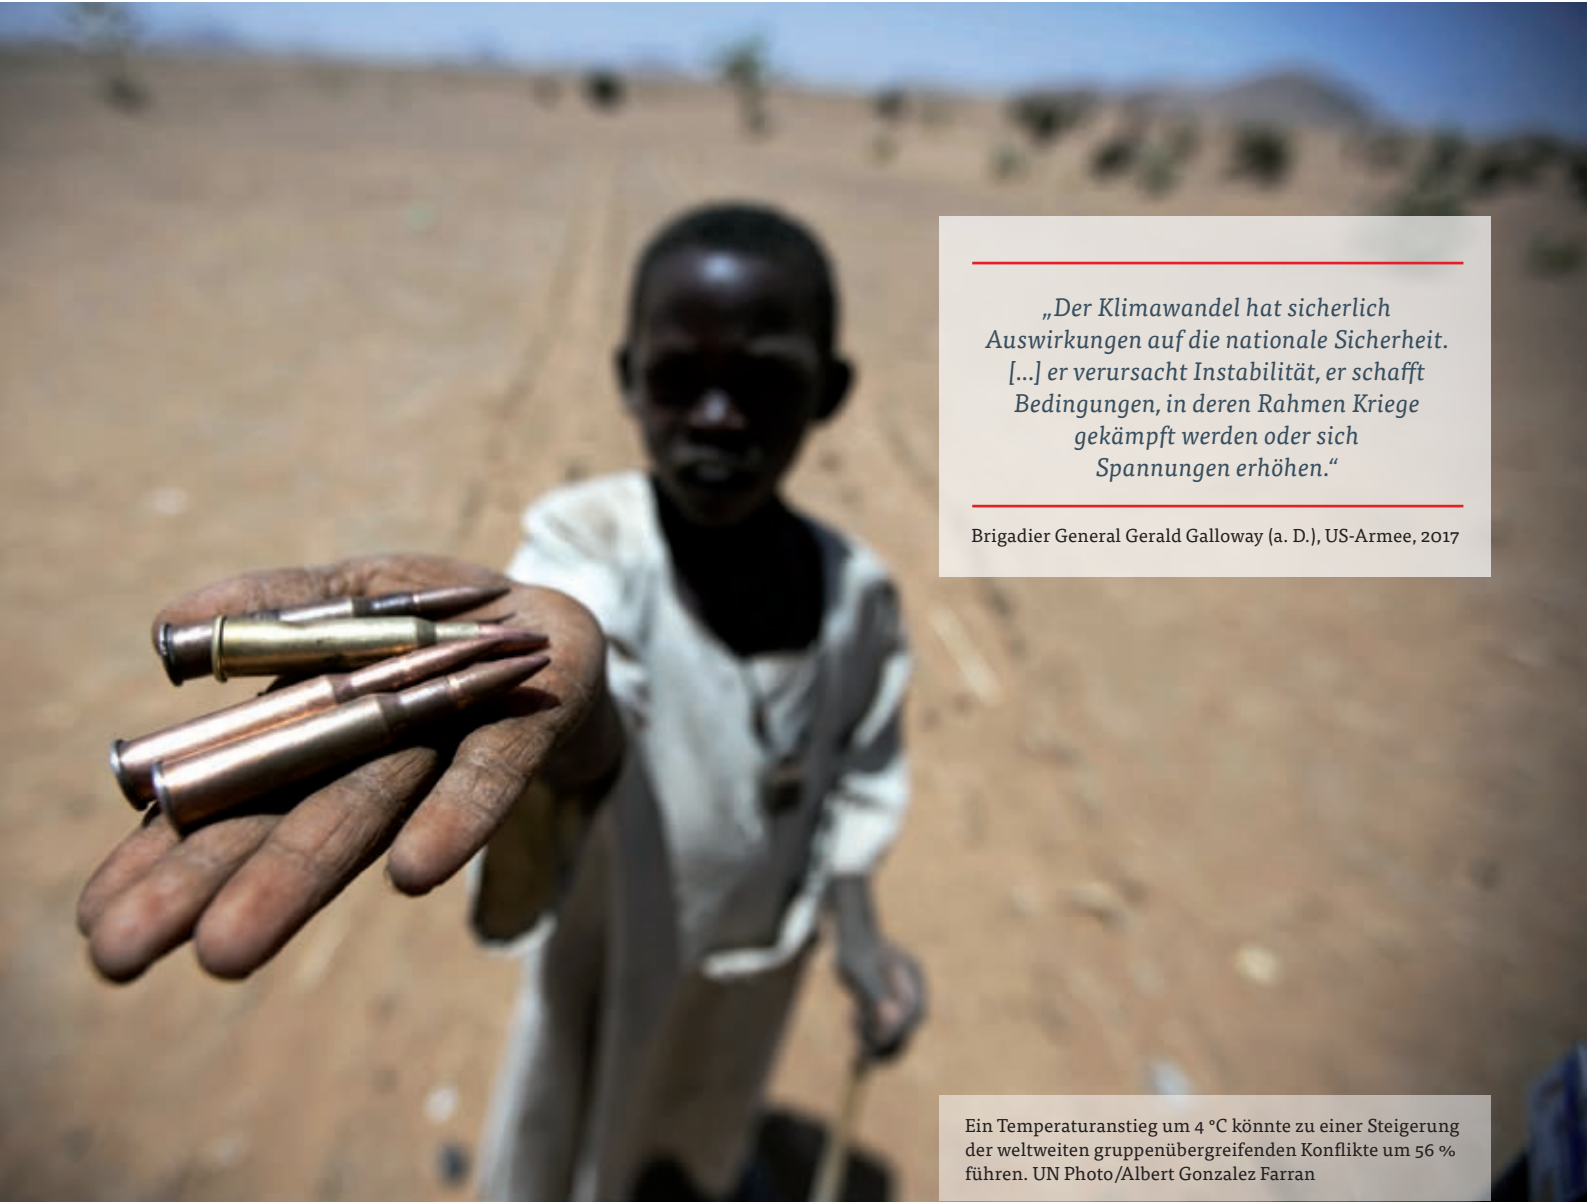 „Der Klimawandel hat sicherlich
Auswirkungen auf die nationale Sicherheit.
[...] er verursacht Instabilität, er schafft
Bedingungen, in deren Rahmen Kriege
gekämpft werden oder sich
Spannungen erhöhen.“
Brigadier General Gerald Galloway (a. D.), US-Armee, 2017
Ein Temperaturanstieg um 4 °C könnte zu einer Steigerung
der weltweiten gruppenübergreifenden Konflikte um 56 %
führen. UN Photo/Albert Gonzalez Farran